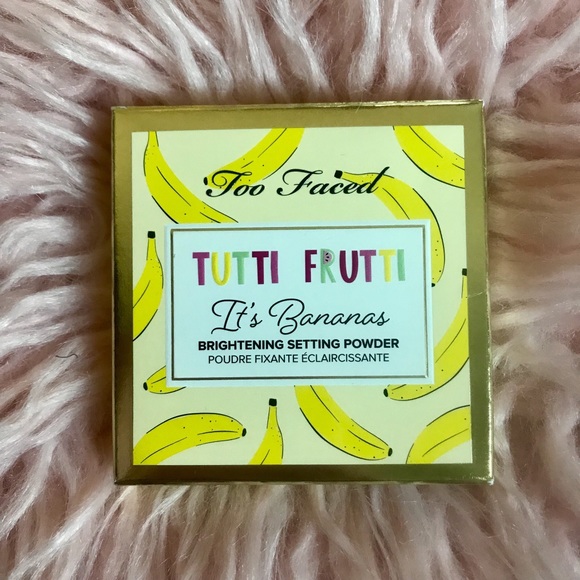 Too Faced
TUTTI FRUTTI
It's Bananas
BRIGHTENING SETTING POWDER
POUDRE FIXANTE ÉCLAIRCISSANTE